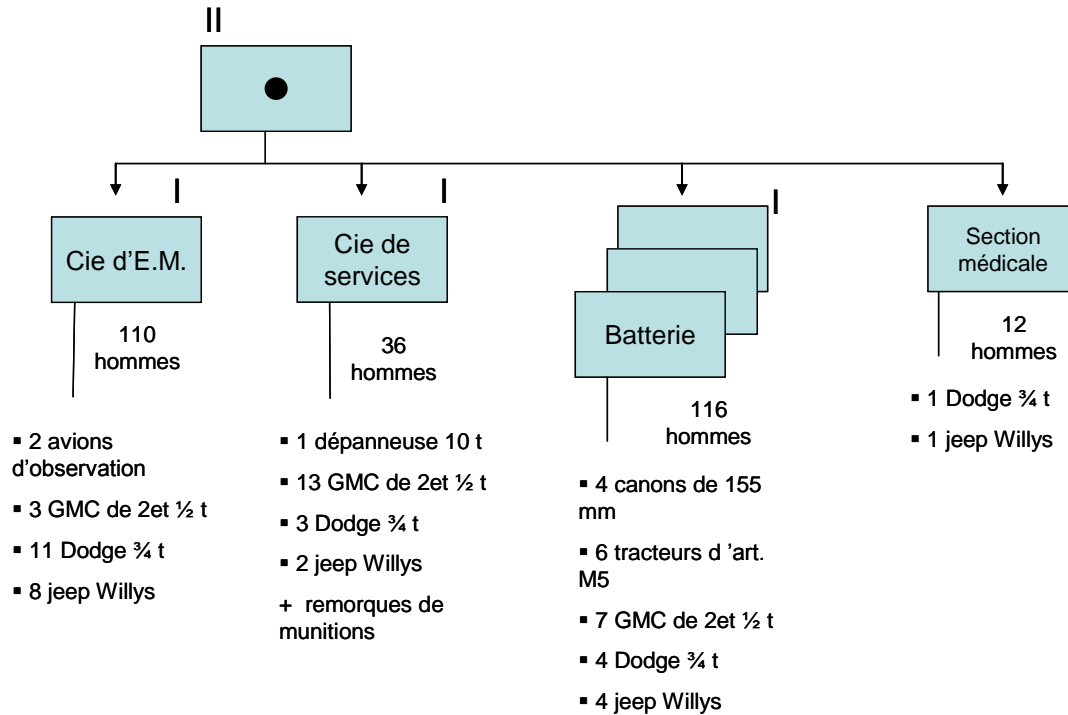 II
I
I
I
Cie d'E.M.
110
hommes
▪ 2 avions
d'observation
▪ 3 GMC de 2et ½ t
▪ 11 Dodge ¾ t
▪ 8 jeep Willys
Cie de
services
36
hommes
▪ 1 dépanneuse 10 t
▪ 13 GMC de 2et ½ t
▪ 3 Dodge ¾ t
▪ 2 jeep Willys
+ remorques de
munitions
Batterie
116
hommes
▪ 4 canons de 155
mm
▪ 6 tracteurs d 'art.
M5
▪ 7 GMC de 2et ½ t
▪ 4 Dodge ¾ t
▪ 4 jeep Willys
Section
médicale
12
hommes
▪ 1 Dodge ¾ t
▪ 1 jeep Willys